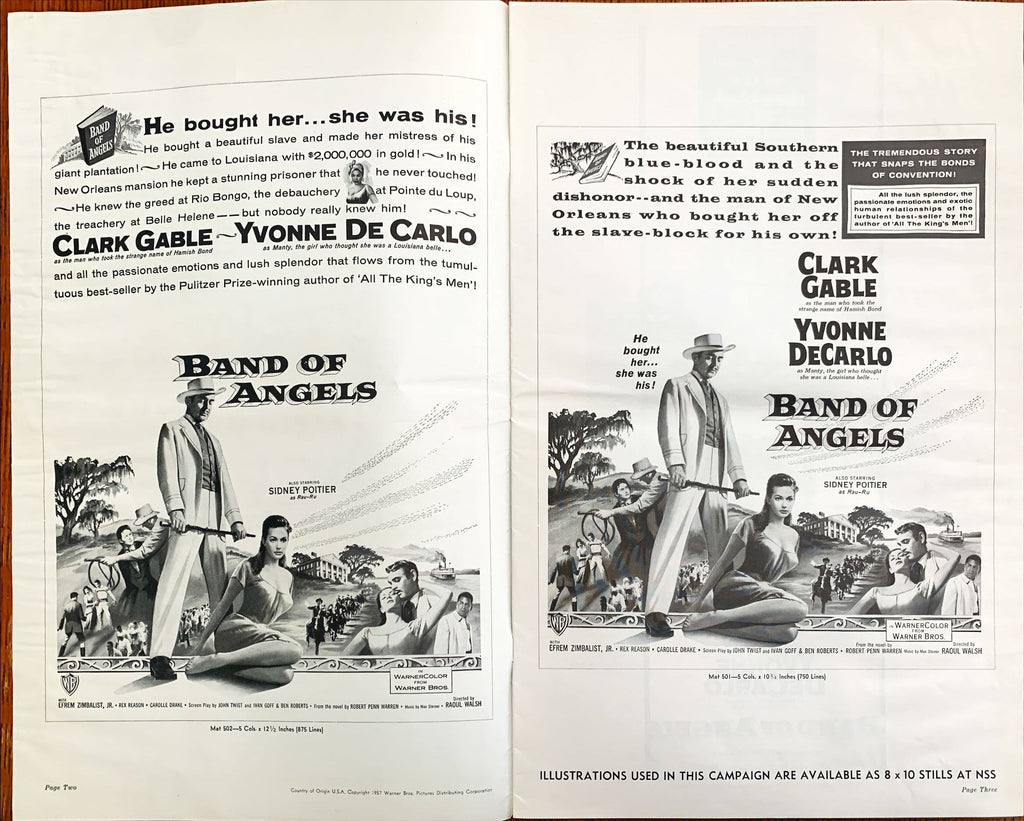 BAND OF ANGELS
He bought her...she was his!
He bought a beautiful slave and made her mistress of his
giant plantation! He came to Louisiana with $2,000,000 in gold! In his
New Orleans mansion he kept a stunning prisoner that he never touched!
He knew the greed at Rio Bongo, the debauchery at Pointe du Loup,
the treachery at Belle Helene -- but nobody really knew him!
CLARK GABLE YVONNE DE CARLO
as the man who took the strange name of Hamish Bond as Manty, the girl who thought she was a Louisiana belle...
and all the passionate emotions and lush splendor that flows from the tumul-
tuous best-seller by the Pulitzer Prize-winning author of 'All The King's Men'!
BAND OF
ANGELS
ALSO STARRING
SIDNEY POITIER
as Rau-Ru
WB
WARNERCOLOR
FROM
WARNER BROS.
WITH
EFREM ZIMBALIST, JR. • REX REASON • CAROLLE DRAKE • Screen Play by JOHN TWIST and IVAN GOFF & BEN ROBERTS • From the novel by ROBERT PENN WARREN • Music by Max Steiner • Directed by RAOUL WALSH
Mat 502—5 Cols. x 12½ Inches (875 Lines)
Page Two
Country of Origin U.S.A. Copyright 1957 Warner Bros. Pictures Distributing Corporation
The beautiful Southern
blue-blood and the
shock of her sudden
dishonor--and the man of New
Orleans who bought her off
the slave-block for his own!
THE TREMENDOUS STORY
THAT SNAPS THE BONDS
OF CONVENTION!
All the lush splendor, the
passionate emotions and exotic
human relationships of the
turbulent best-seller by the
author of 'All The King's Men'!
CLARK
GABLE
as the man who took the
strange name of Hamish Bond
YVONNE
DECARLO
as Manty, the girl who thought
she was a Louisiana belle...
He
bought
her...
she was
his!
BAND OF
ANGELS
ALSO STARRING
SIDNEY POITIER
as Rau-Ru
WB
IN WARNERCOLOR
FROM
WARNER BROS.
WITH
EFREM ZIMBALIST, JR. • REX REASON • CAROLLE DRAKE • Screen Play by JOHN TWIST and IVAN GOFF & BEN ROBERTS • From the novel by ROBERT PENN WARREN Music by Max Steiner • Directed by RAOUL WALSH
Mat 501—5 Cols. x 10¾ Inches (750 Lines)
ILLUSTRATIONS USED IN THIS CAMPAIGN ARE AVAILABLE AS 8 x 10 STILLS AT NSS
Page Three